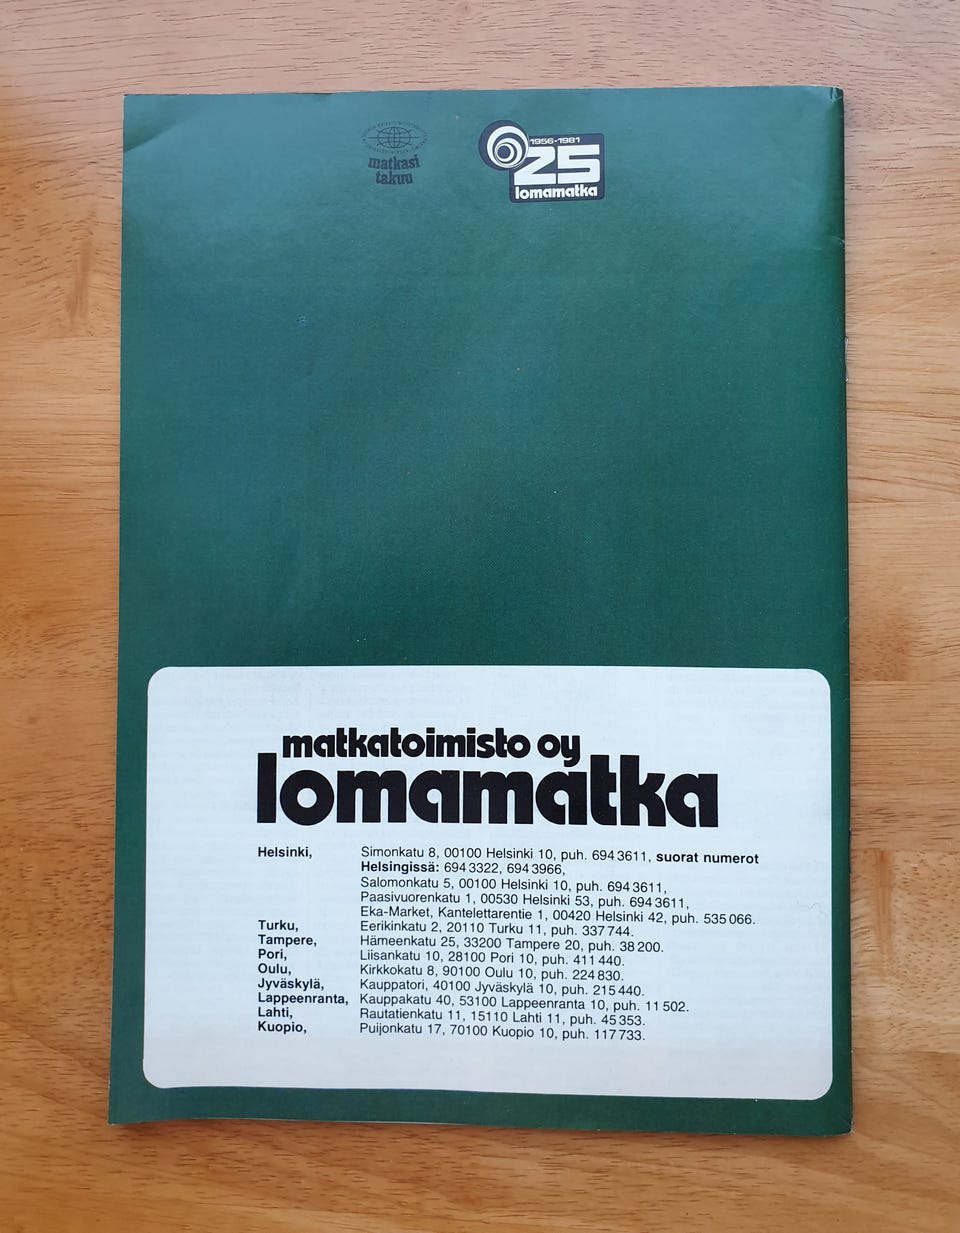 matkasi
takuu
1956-1981
25
lomamatka
matkatoimisto oy
lomamatka
Helsinki, Simonkatu 8, 00100 Helsinki 10, puh. 694 3611, suorat numerot
Helsingissä: 694 3322, 694 3966,
Salomonkatu 5, 00100 Helsinki 10, puh. 694 3611,
Paasivuorenkatu 1, 00530 Helsinki 53, puh. 694 3611,
Eka-Market, Kantelettarentie 1, 00420 Helsinki 42, puh. 535 066.
Turku, Eerikinkatu 2, 20110 Turku 11, puh. 337 744.
Tampere, Hämeenkatu 25, 33200 Tampere 20, puh. 38 200.
Pori, Liisankatu 10, 28100 Pori 10, puh. 411 440.
Oulu, Kirkkokatu 8, 90100 Oulu 10, puh. 224 830.
Jyväskylä, Kauppatori, 40100 Jyväskylä 10, puh. 215 440.
Lappeenranta, Kauppakatu 40, 53100 Lappeenranta 10, puh. 11 502.
Lahti, Rautatienkatu 11, 15110 Lahti 11, puh. 45 353.
Kuopio, Puijonkatu 17, 70100 Kuopio 10, puh. 117 733.